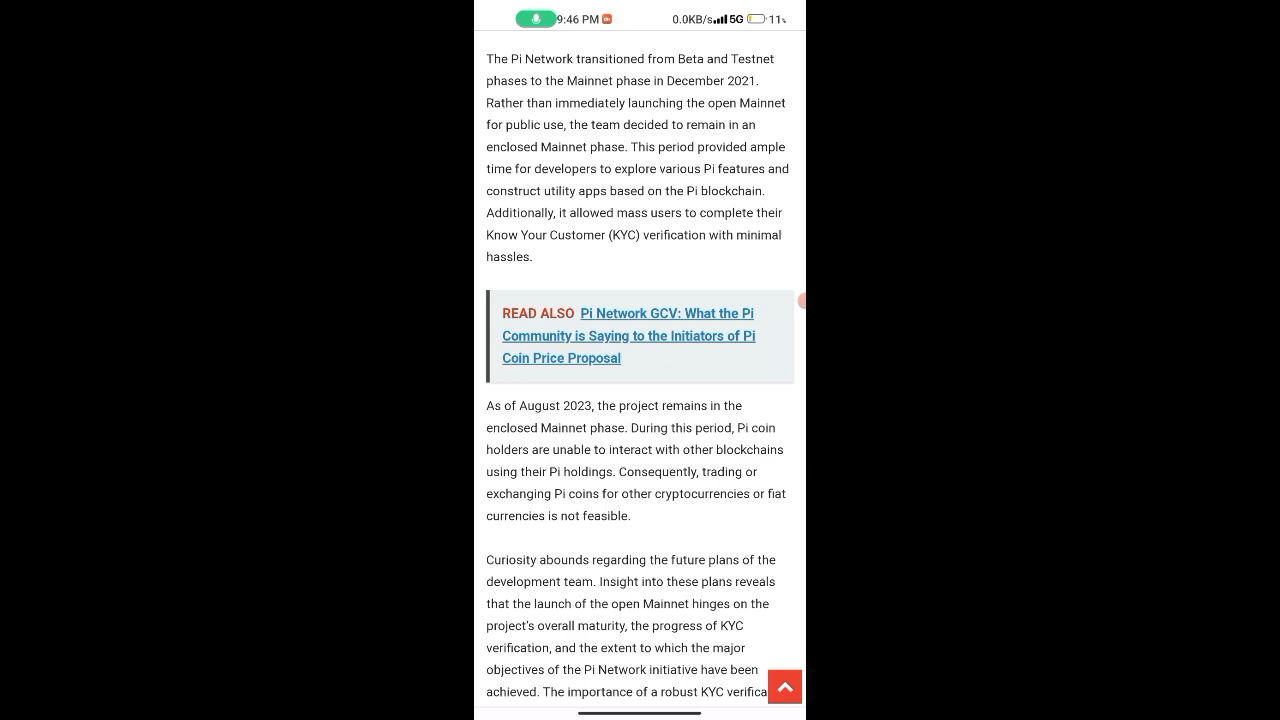 9:46 PM 0.0KB/s 5G 11%
The Pi Network transitioned from Beta and Testnet
phases to the Mainnet phase in December 2021.
Rather than immediately launching the open Mainnet
for public use, the team decided to remain in an
enclosed Mainnet phase. This period provided ample
time for developers to explore various Pi features and
construct utility apps based on the Pi blockchain.
Additionally, it allowed mass users to complete their
Know Your Customer (KYC) verification with minimal
hassles.
READ ALSO Pi Network GCV: What the Pi
Community is Saying to the Initiators of Pi
Coin Price Proposal
As of August 2023, the project remains in the
enclosed Mainnet phase. During this period, Pi coin
holders are unable to interact with other blockchains
using their Pi holdings. Consequently, trading or
exchanging Pi coins for other cryptocurrencies or fiat
currencies is not feasible.
Curiosity abounds regarding the future plans of the
development team. Insight into these plans reveals
that the launch of the open Mainnet hinges on the
project's overall maturity, the progress of KYC
verification, and the extent to which the major
objectives of the Pi Network initiative have been
achieved. The importance of a robust KYC verifica